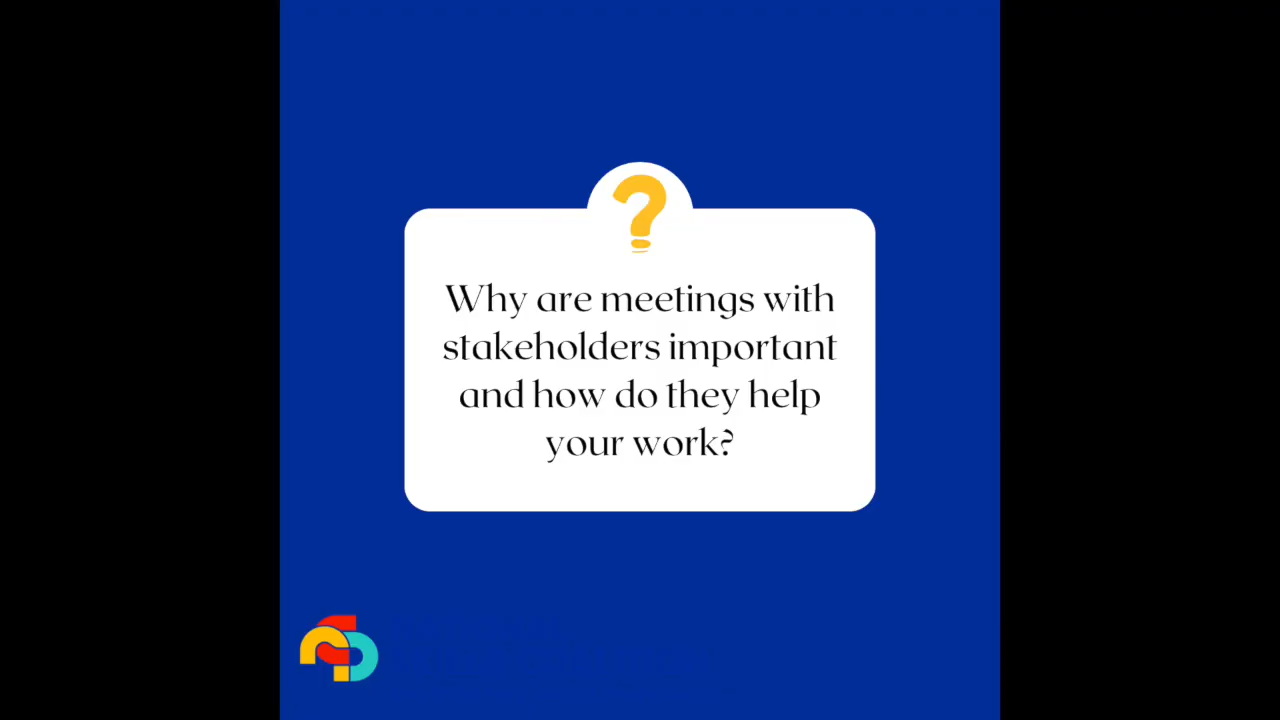 ?
Why are meetings with
stakeholders important
and how do they help
your work?